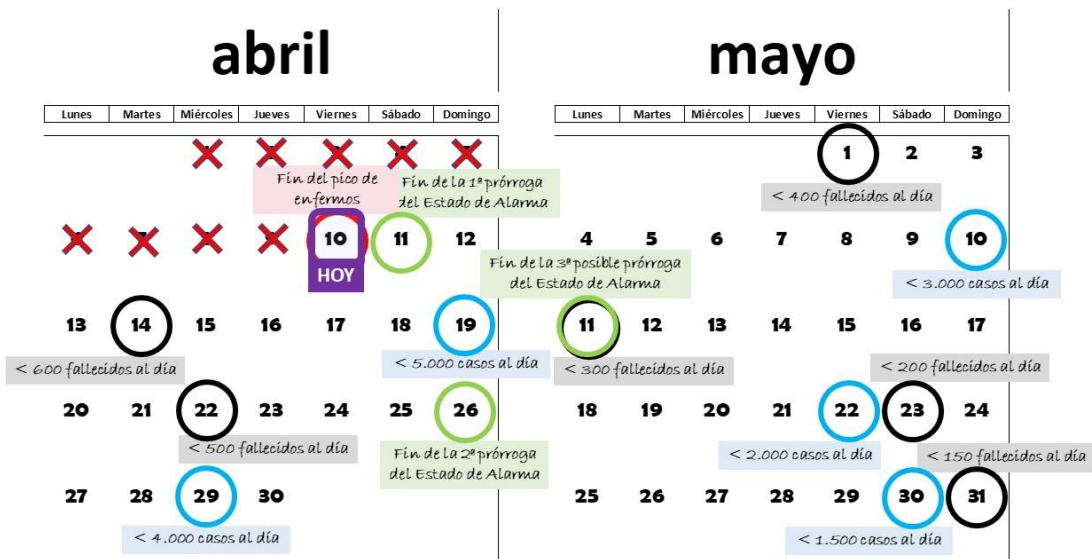 abril
Lunes Martes Miércoles Jueves Viernes Sábado Domingo
Fin del pico de
enfermos
Fin de la 1ª prórroga
del Estado de Alarma
10 11 12
HOY
13 14 15 16 17 18 19
< 600 fallecidos al día
< 5.000 casos al día
20 21 22 23 24 25 26
< 500 fallecidos al día
Fin de la 2ª prórroga
del Estado de Alarma
27 28 29 30
< 4.000 casos al día
mayo
Lunes Martes Miércoles Jueves Viernes Sábado Domingo
1 2 3
< 400 fallecidos al día
4 5 6 7 8 9 10
Fin de la 3ª posible prórroga
del Estado de Alarma
< 3.000 casos al día
11 12 13 14 15 16 17
< 300 fallecidos al día
< 200 fallecidos al día
18 19 20 21 22 23 24
< 2.000 casos al día
< 150 fallecidos al día
25 26 27 28 29 30 31
< 1.500 casos al día